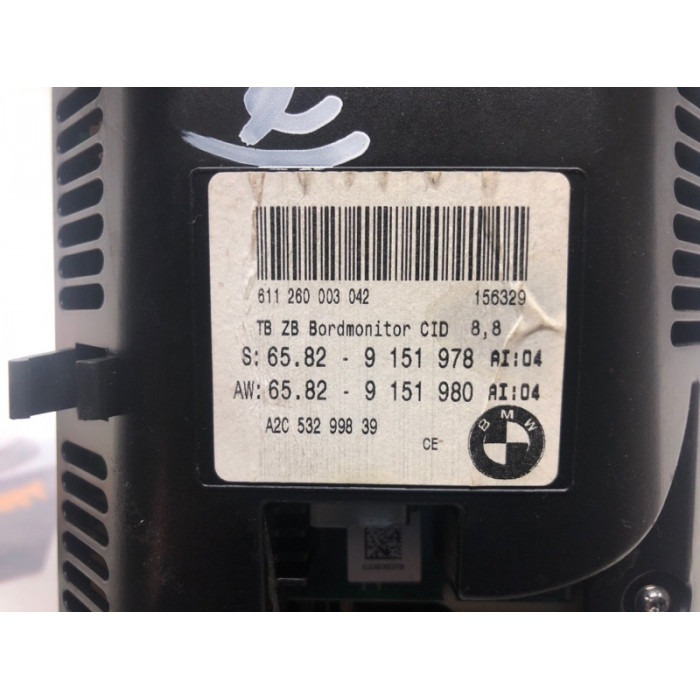 611 260 003 042 156329
TB ZB Bordmonitor CID 8,8
S: 65.82 - 9 151 978 AI:04
AW: 65.82 - 9 151 980 AI:04
A2C 532 998 39
CE
BMW